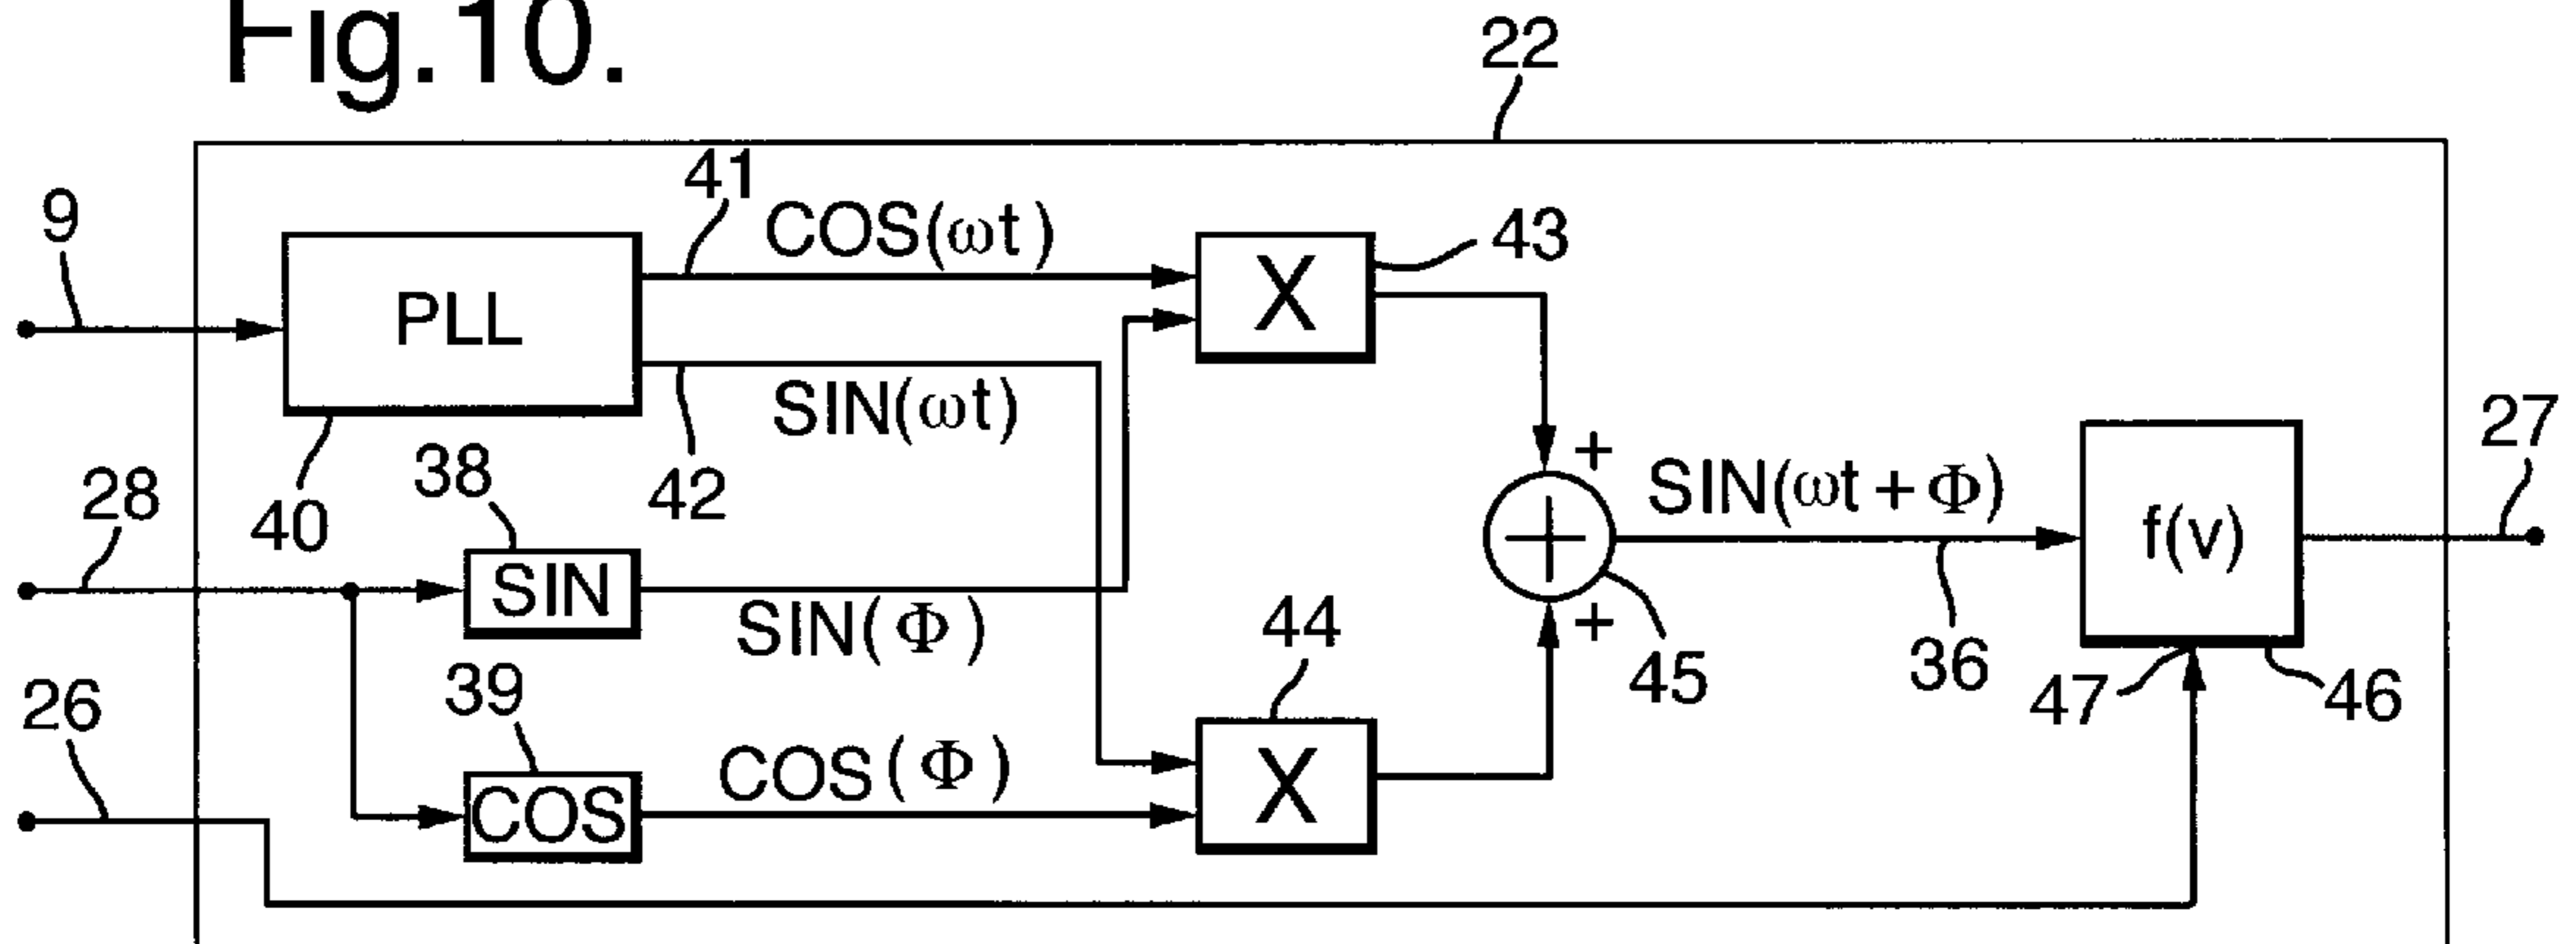 Fig.10.
22
41
9
COS(ωt)
43
X
PLL
SIN(ωt)
27
38
42
+
SIN(ωt + Φ)
28
40
f(v)
SIN
SIN(Φ)
44
+
36
45
39
47
46
26
COS(Φ)
COS
X